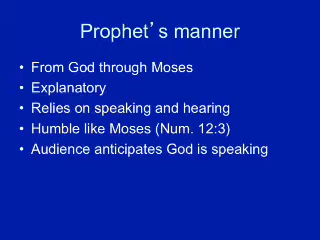 Prophet’s manner
• From God through Moses
• Explanatory
• Relies on speaking and hearing
• Humble like Moses (Num. 12:3)
• Audience anticipates God is speaking